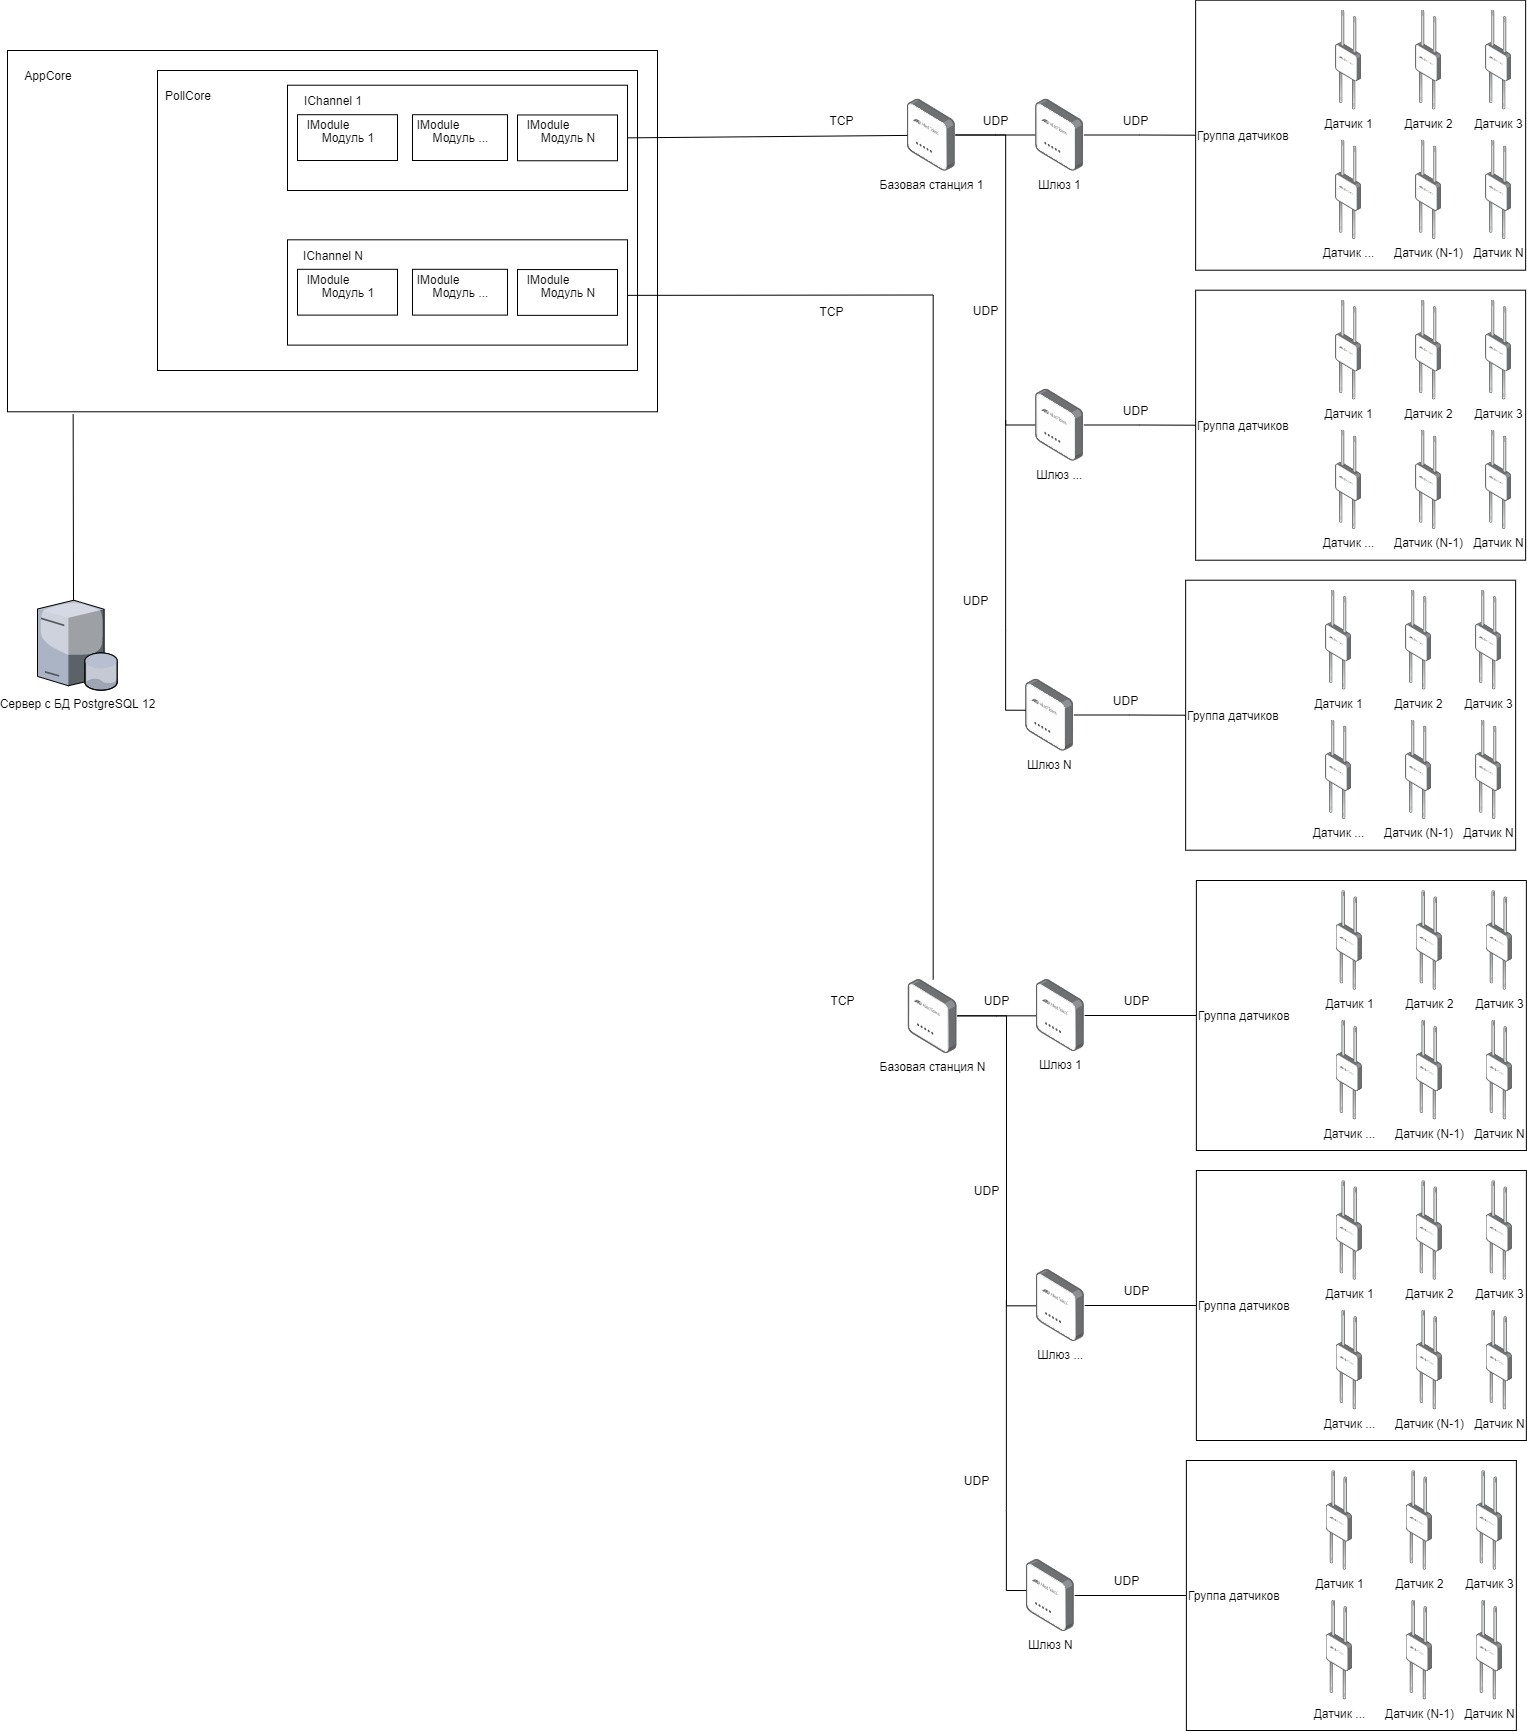 AppCore
PollCore
IChannel 1
IModule
Модуль 1
IModule
Модуль ...
IModule
Модуль N
IChannel N
IModule
Модуль 1
IModule
Модуль ...
IModule
Модуль N
Сервер с БД PostgreSQL 12
TCP
Базовая станция 1
UDP
Шлюз 1
UDP
Группа датчиков
Датчик 1
Датчик 2
Датчик 3
Датчик ...
Датчик (N-1)
Датчик N
TCP
UDP
Шлюз ...
UDP
Группа датчиков
Датчик 1
Датчик 2
Датчик 3
Датчик ...
Датчик (N-1)
Датчик N
UDP
Шлюз N
UDP
Группа датчиков
Датчик 1
Датчик 2
Датчик 3
Датчик ...
Датчик (N-1)
Датчик N
TCP
Базовая станция N
UDP
Шлюз 1
UDP
Группа датчиков
Датчик 1
Датчик 2
Датчик 3
Датчик ...
Датчик (N-1)
Датчик N
UDP
Шлюз ...
UDP
Группа датчиков
Датчик 1
Датчик 2
Датчик 3
Датчик ...
Датчик (N-1)
Датчик N
UDP
Шлюз N
UDP
Группа датчиков
Датчик 1
Датчик 2
Датчик 3
Датчик ...
Датчик (N-1)
Датчик N